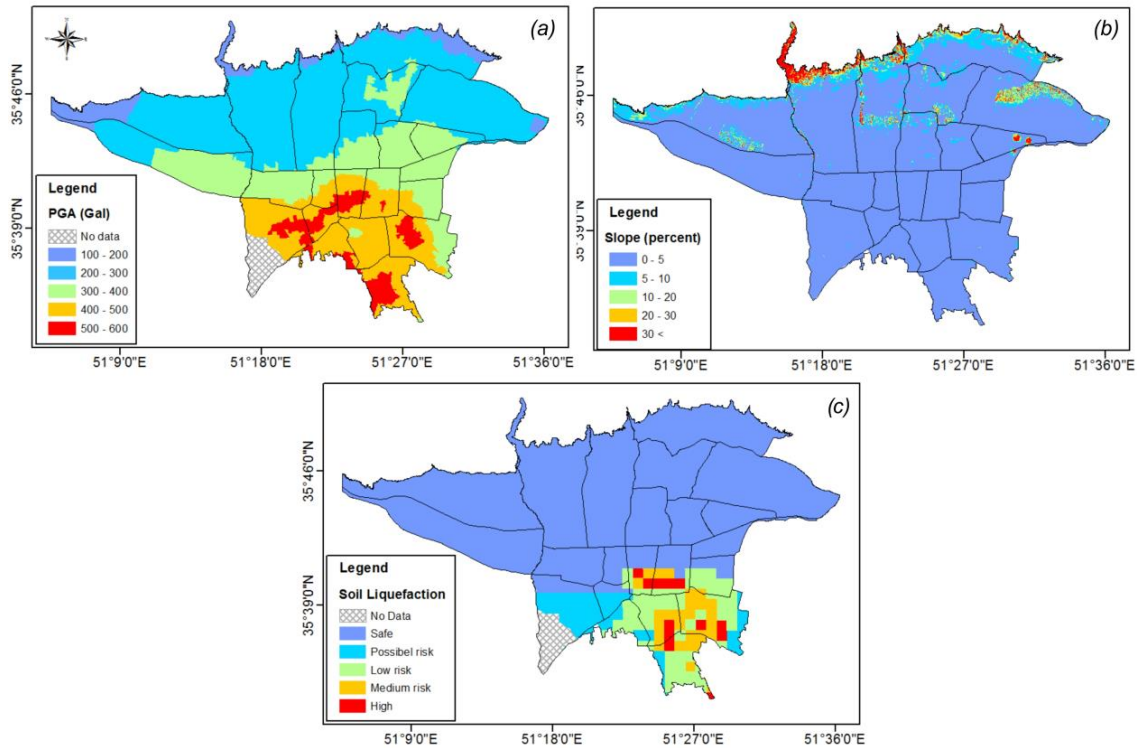 (a)
35°46'0"N
35°39'0"N
Legend
PGA (Gal)
No data
100 - 200
200 - 300
300 - 400
400 - 500
500 - 600
51°9'0"E 51°18'0"E 51°27'0"E 51°36'0"E
(b)
35°46'0"N
35°39'0"N
Legend
Slope (percent)
0 - 5
5 - 10
10 - 20
20 - 30
30 <
51°9'0"E 51°18'0"E 51°27'0"E 51°36'0"E
(c)
35°46'0"N
35°39'0"N
Legend
Soil Liquefaction
No Data
Safe
Possibel risk
Low risk
Medium risk
High
51°9'0"E 51°18'0"E 51°27'0"E 51°36'0"E